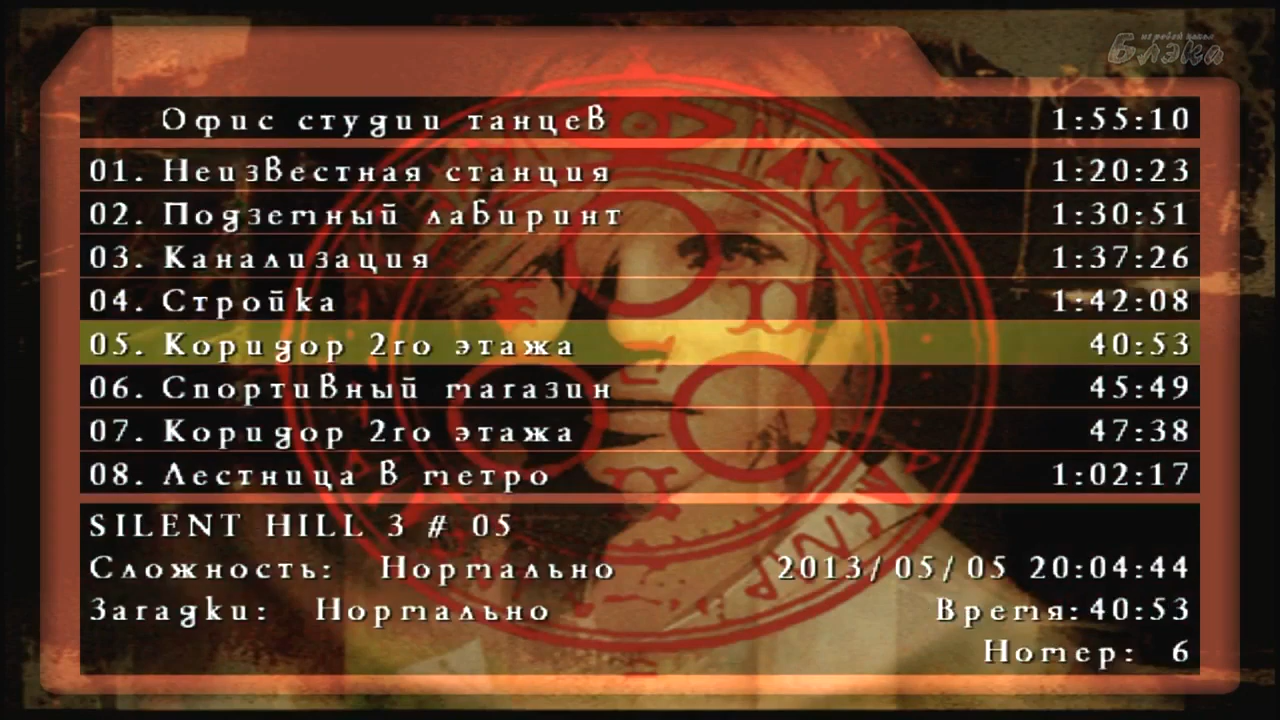 Блэка
Офис студии танцев 1:55:10
01. Неизвестная станция 1:20:23
02. Подземный лабиринт 1:30:51
03. Канализация 1:37:26
04. Стройка 1:42:08
05. Коридор 2го этажа 40:53
06. Спортивный магазин 45:49
07. Коридор 2го этажа 47:38
08. Лестница в метро 1:02:17
SILENT HILL 3 # 05
Сложность: Нормально 2013/05/05 20:04:44
Загадки: Нормально Время:40:53
Номер: 6